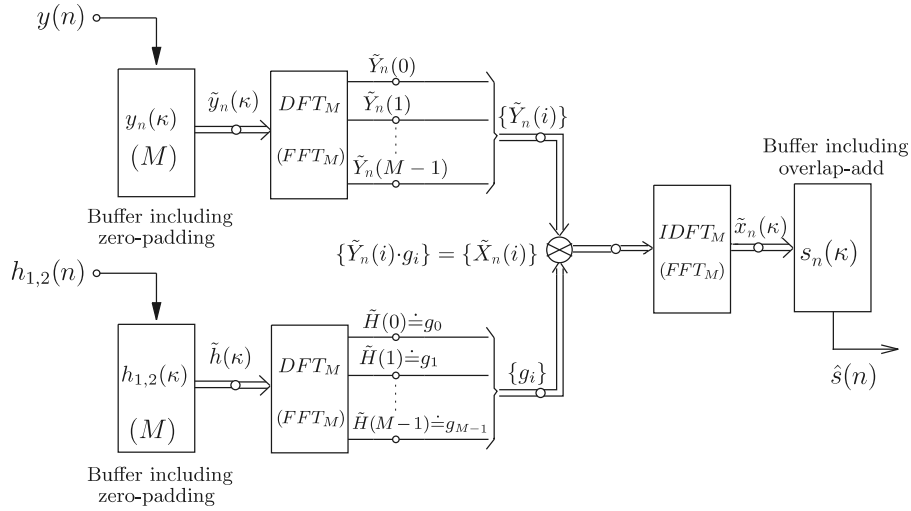 y(n)
y_n(κ)
(M)
Buffer including
zero-padding
ỹ_n(κ)
DFT_M
(FFT_M)
Ỹ_n(0)
Ỹ_n(1)
Ỹ_n(M − 1)
{Ỹ_n(i)}
{Ỹ_n(i)·g_i} = {X̃_n(i)}
IDFT_M
(FFT_M)
x̃_n(κ)
Buffer including
overlap-add
s_n(κ)
ŝ(n)
h_{1,2}(n)
h_{1,2}(κ)
(M)
Buffer including
zero-padding
h̃(κ)
DFT_M
(FFT_M)
H̃(0)≐g_0
H̃(1)≐g_1
H̃(M−1)≐g_{M−1}
{g_i}